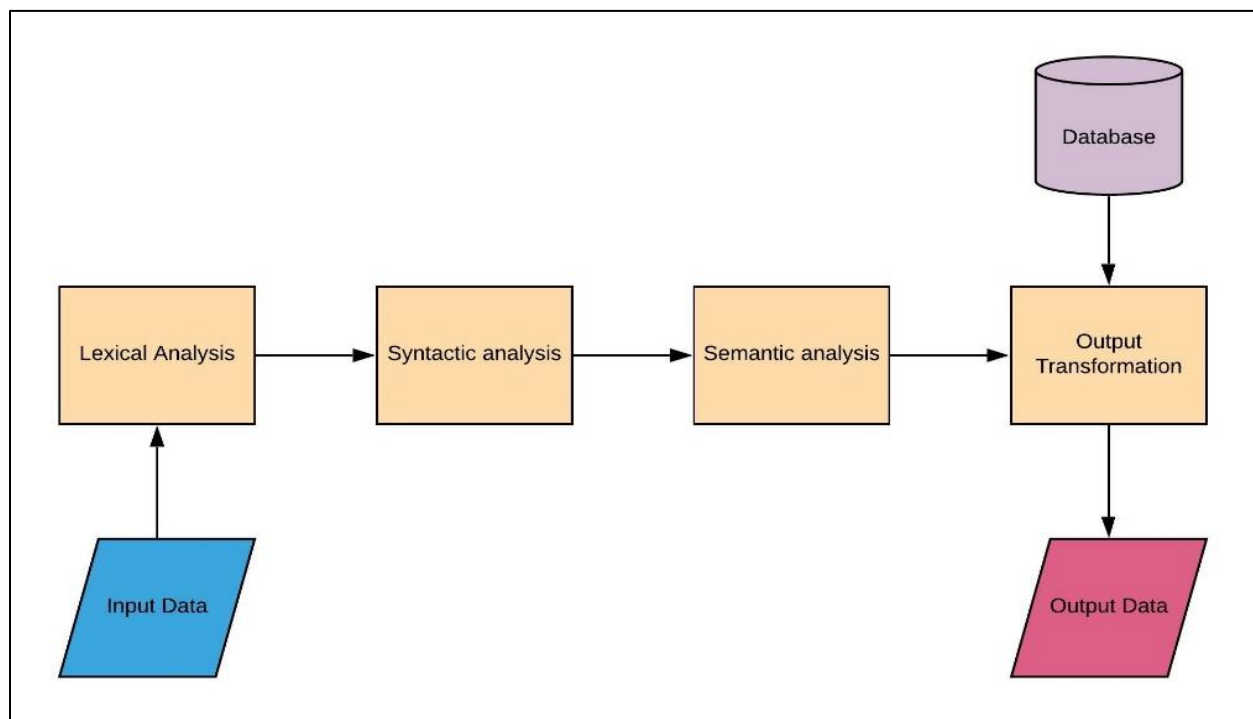 Database
Lexical Analysis
Syntactic analysis
Semantic analysis
Output
Transformation
Input Data
Output Data